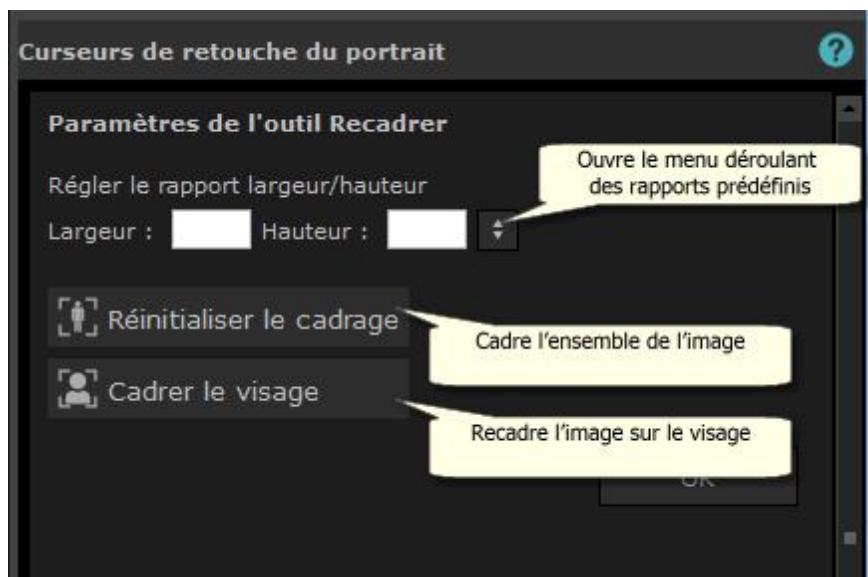 Curseurs de retouche du portrait
?
Paramètres de l'outil Recadrer
Ouvre le menu déroulant
des rapports prédéfinis
Régler le rapport largeur/hauteur
Largeur :
Hauteur :
Réinitialiser le cadrage
Cadre l’ensemble de l’image
Cadrer le visage
Recadre l’image sur le visage
OK